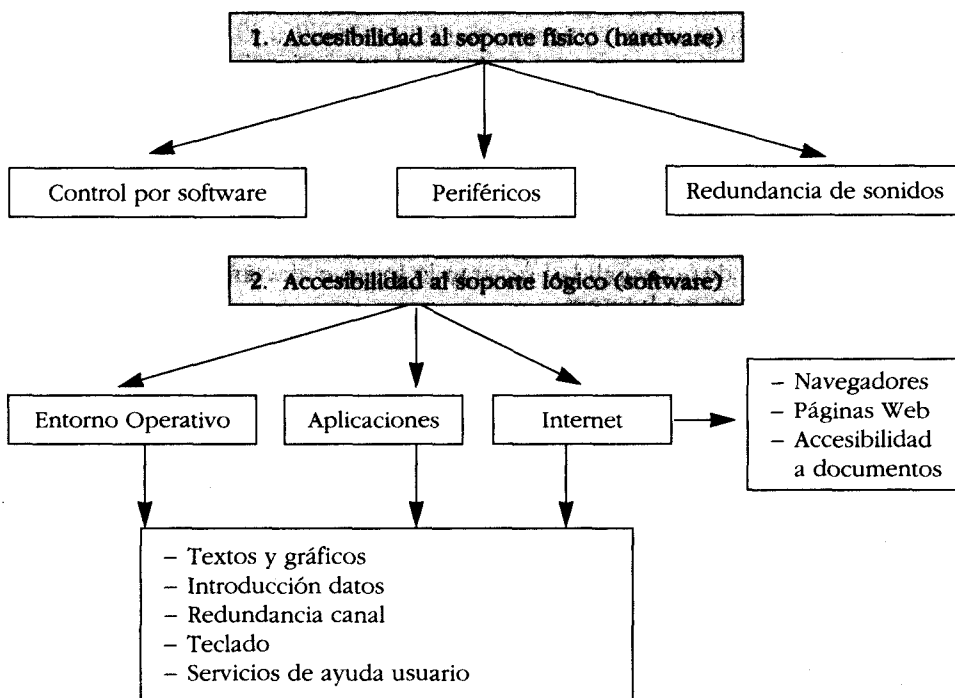 1. Accesibilidad al soporte físico (hardware)
Control por software
Periféricos
Redundancia de sonidos
2. Accesibilidad al soporte lógico (software)
Entorno Operativo
Aplicaciones
Internet
– Navegadores
– Páginas Web
– Accesibilidad
a documentos
– Textos y gráficos
– Introducción datos
– Redundancia canal
– Teclado
– Servicios de ayuda usuario